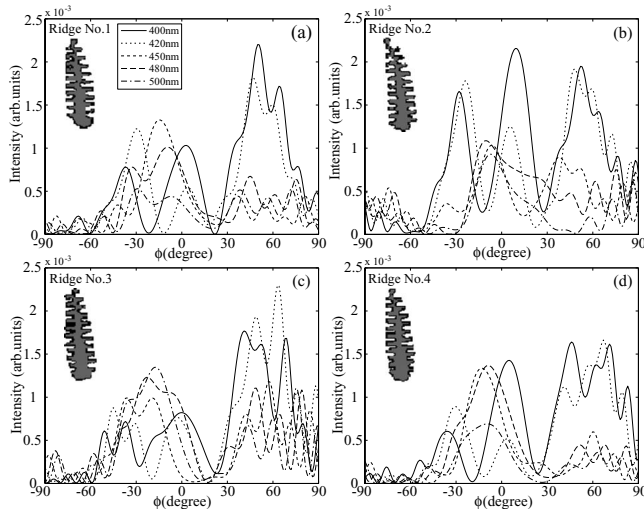 x 10⁻³
Ridge No.1
(a)
400nm
420nm
450nm
480nm
500nm
Intensity (arb.units)
2.5
2
1.5
1
0.5
0
-90 -60 -30 0 30 60 90
ϕ(degree)
x 10⁻³
Ridge No.2
(b)
Intensity (arb.units)
2.5
2
1.5
1
0.5
0
-90 -60 -30 0 30 60 90
ϕ(degree)
x 10⁻³
Ridge No.3
(c)
Intensity (arb.units)
2.5
2
1.5
1
0.5
0
-90 -60 -30 0 30 60 90
ϕ(degree)
x 10⁻³
Ridge No.4
(d)
Intensity (arb.units)
2.5
2
1.5
1
0.5
0
-90 -60 -30 0 30 60 90
ϕ(degree)